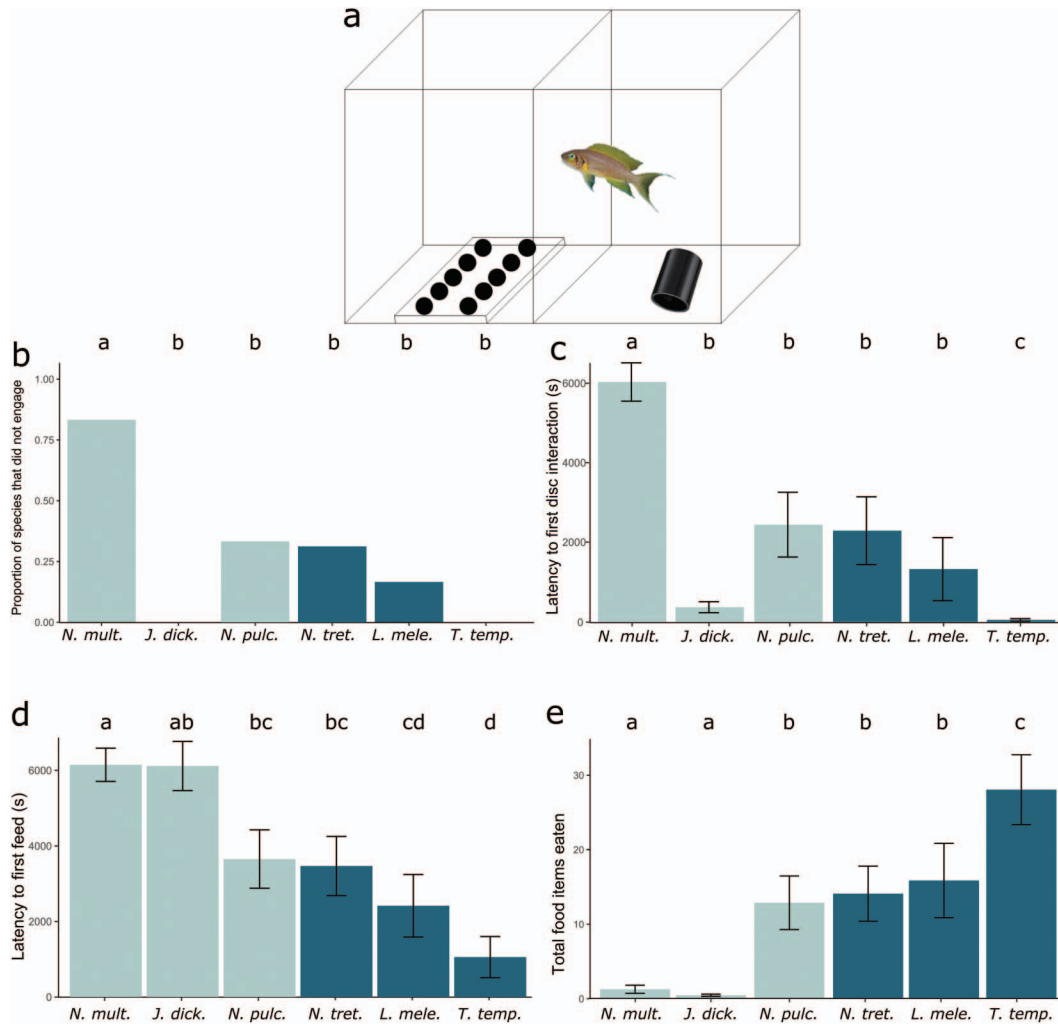 a
b
a b b b b b
Proportion of species that did not engage
1.00
0.75
0.50
0.25
0.00
N. mult. J. dick. N. pulc. N. tret. L. mele. T. temp.
c
a b b b b c
Latency to first disc interaction (s)
6000
4000
2000
0
N. mult. J. dick. N. pulc. N. tret. L. mele. T. temp.
d
a ab bc bc cd d
Latency to first feed (s)
6000
4000
2000
0
N. mult. J. dick. N. pulc. N. tret. L. mele. T. temp.
e
a a b b b c
Total food items eaten
30
20
10
0
N. mult. J. dick. N. pulc. N. tret. L. mele. T. temp.